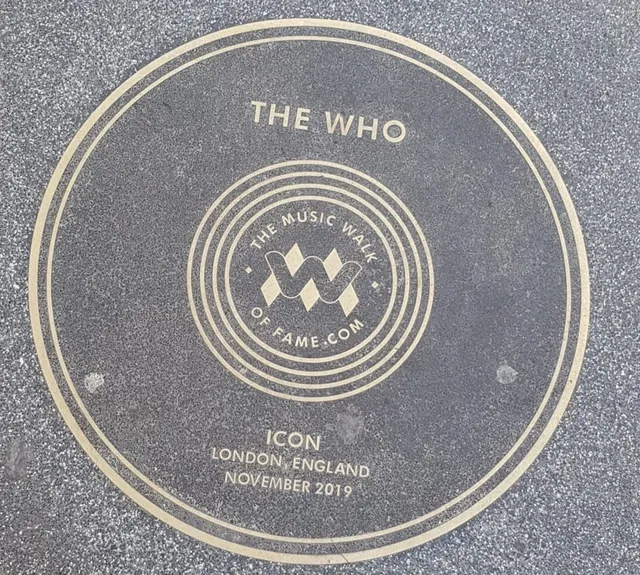 THE WHO
THE MUSIC WALK
OF FAME.COM
ICON
LONDON, ENGLAND
NOVEMBER 2019